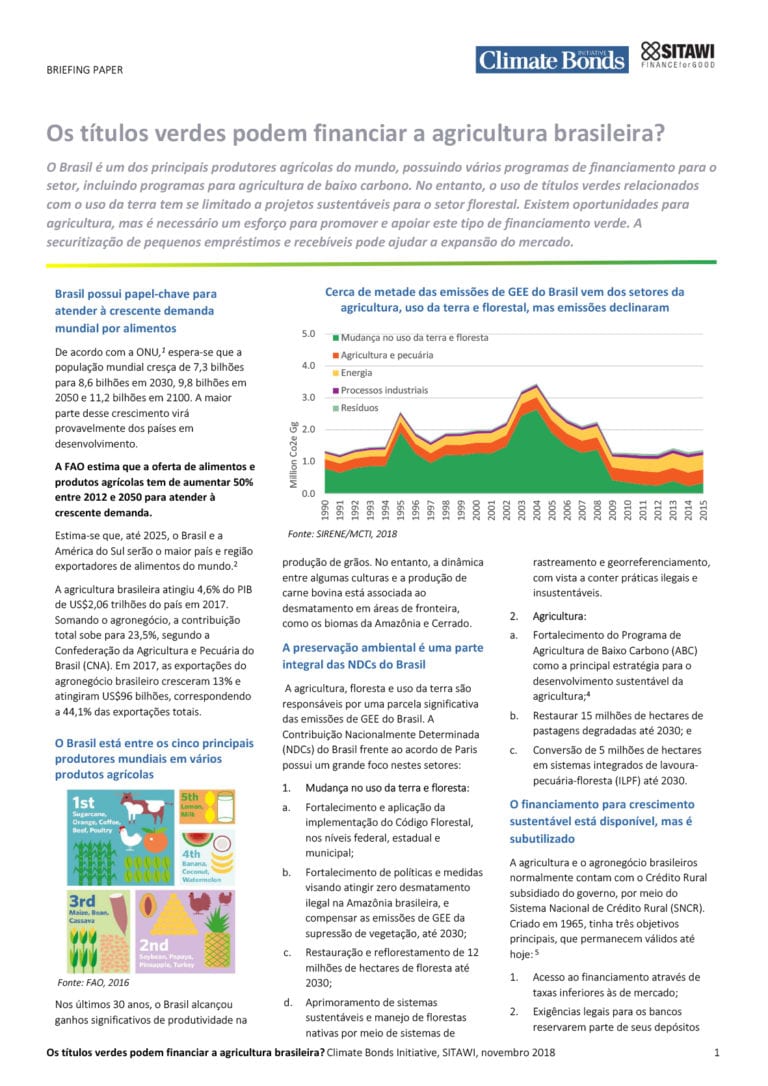 BRIEFING PAPER
INITIATIVE
Climate Bonds
SITAWI
FINANCE for GOOD
Os títulos verdes podem financiar a agricultura brasileira?
O Brasil é um dos principais produtores agrícolas do mundo, possuindo vários programas de financiamento para o
setor, incluindo programas para agricultura de baixo carbono. No entanto, o uso de títulos verdes relacionados
com o uso da terra tem se limitado a projetos sustentáveis para o setor florestal. Existem oportunidades para
agricultura, mas é necessário um esforço para promover e apoiar este tipo de financiamento verde. A
securitização de pequenos empréstimos e recebíveis pode ajudar a expansão do mercado.
Brasil possui papel-chave para
atender à crescente demanda
mundial por alimentos
De acordo com a ONU,¹ espera-se que a
população mundial cresça de 7,3 bilhões
para 8,6 bilhões em 2030, 9,8 bilhões em
2050 e 11,2 bilhões em 2100. A maior
parte desse crescimento virá
provavelmente dos países em
desenvolvimento.
A FAO estima que a oferta de alimentos e
produtos agrícolas tem de aumentar 50%
entre 2012 e 2050 para atender à
crescente demanda.
Estima-se que, até 2025, o Brasil e a
América do Sul serão o maior país e região
exportadores de alimentos do mundo.²
A agricultura brasileira atingiu 4,6% do PIB
de US$2,06 trilhões do país em 2017.
Somando o agronegócio, a contribuição
total sobe para 23,5%, segundo a
Confederação da Agricultura e Pecuária do
Brasil (CNA). Em 2017, as exportações do
agronegócio brasileiro cresceram 13% e
atingiram US$96 bilhões, correspondendo
a 44,1% das exportações totais.
O Brasil está entre os cinco principais
produtores mundiais em vários
produtos agrícolas
1st
Sugarcane,
Orange, Coffee,
Beef, Poultry
5th
Lemon,
Milk
4th
Banana,
Coconut,
Watermelon
3rd
Maize, Bean,
Cassava
2nd
Soybean, Papaya,
Pineapple, Turkey
Fonte: FAO, 2016
Nos últimos 30 anos, o Brasil alcançou
ganhos significativos de produtividade na
Cerca de metade das emissões de GEE do Brasil vem dos setores da
agricultura, uso da terra e florestal, mas emissões declinaram
Million Co2e Gg
5.0
4.0
3.0
2.0
1.0
0.0
Mudança no uso da terra e floresta
Agricultura e pecuária
Energia
Processos industriais
Resíduos
1990 1991 1992 1993 1994 1995 1996 1997 1998 1999 2000 2001 2002 2003 2004 2005 2006 2007 2008 2009 2010 2011 2012 2013 2014 2015
Fonte: SIRENE/MCTI, 2018
produção de grãos. No entanto, a dinâmica
entre algumas culturas e a produção de
carne bovina está associada ao
desmatamento em áreas de fronteira,
como os biomas da Amazônia e Cerrado.
A preservação ambiental é uma parte
integral das NDCs do Brasil
A agricultura, floresta e uso da terra são
responsáveis por uma parcela significativa
das emissões de GEE do Brasil. A
Contribuição Nacionalmente Determinada
(NDCs) do Brasil frente ao acordo de Paris
possui um grande foco nestes setores:
1. Mudança no uso da terra e floresta:
a. Fortalecimento e aplicação da
implementação do Código Florestal,
nos níveis federal, estadual e
municipal;
b. Fortalecimento de políticas e medidas
visando atingir zero desmatamento
ilegal na Amazônia brasileira, e
compensar as emissões de GEE da
supressão de vegetação, até 2030;
c. Restauração e reflorestamento de 12
milhões de hectares de floresta até
2030;
d. Aprimoramento de sistemas
sustentáveis e manejo de florestas
nativas por meio de sistemas de
rastreamento e georreferenciamento,
com vista a conter práticas ilegais e
insustentáveis.
2. Agricultura:
a. Fortalecimento do Programa de
Agricultura de Baixo Carbono (ABC)
como a principal estratégia para o
desenvolvimento sustentável da
agricultura;⁴
b. Restaurar 15 milhões de hectares de
pastagens degradadas até 2030; e
c. Conversão de 5 milhões de hectares
em sistemas integrados de lavoura-
pecuária-floresta (ILPF) até 2030.
O financiamento para crescimento
sustentável está disponível, mas é
subutilizado
A agricultura e o agronegócio brasileiros
normalmente contam com o Crédito Rural
subsidiado do governo, por meio do
Sistema Nacional de Crédito Rural (SNCR).
Criado em 1965, tinha três objetivos
principais, que permanecem válidos até
hoje: ⁵
1. Acesso ao financiamento através de
taxas inferiores às de mercado;
2. Exigências legais para os bancos
reservarem parte de seus depósitos
Os títulos verdes podem financiar a agricultura brasileira? Climate Bonds Initiative, SITAWI, novembro 2018
1